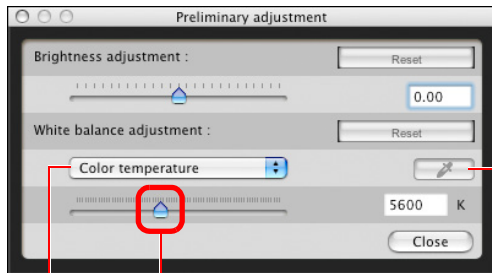 Preliminary adjustment
Brightness adjustment :
Reset
0.00
White balance adjustment :
Reset
Color temperature
5600 K
Close